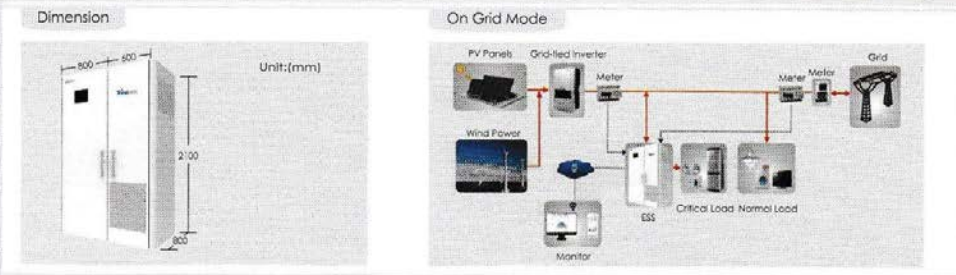 Dimension
On Grid Mode
800
600
Unit:(mm)
2100
800
PV Panels
Grid-tied Inverter
Meter
Meter
Meter
Grid
Wind Power
ESS
Critical Load
Normal Load
Monitor